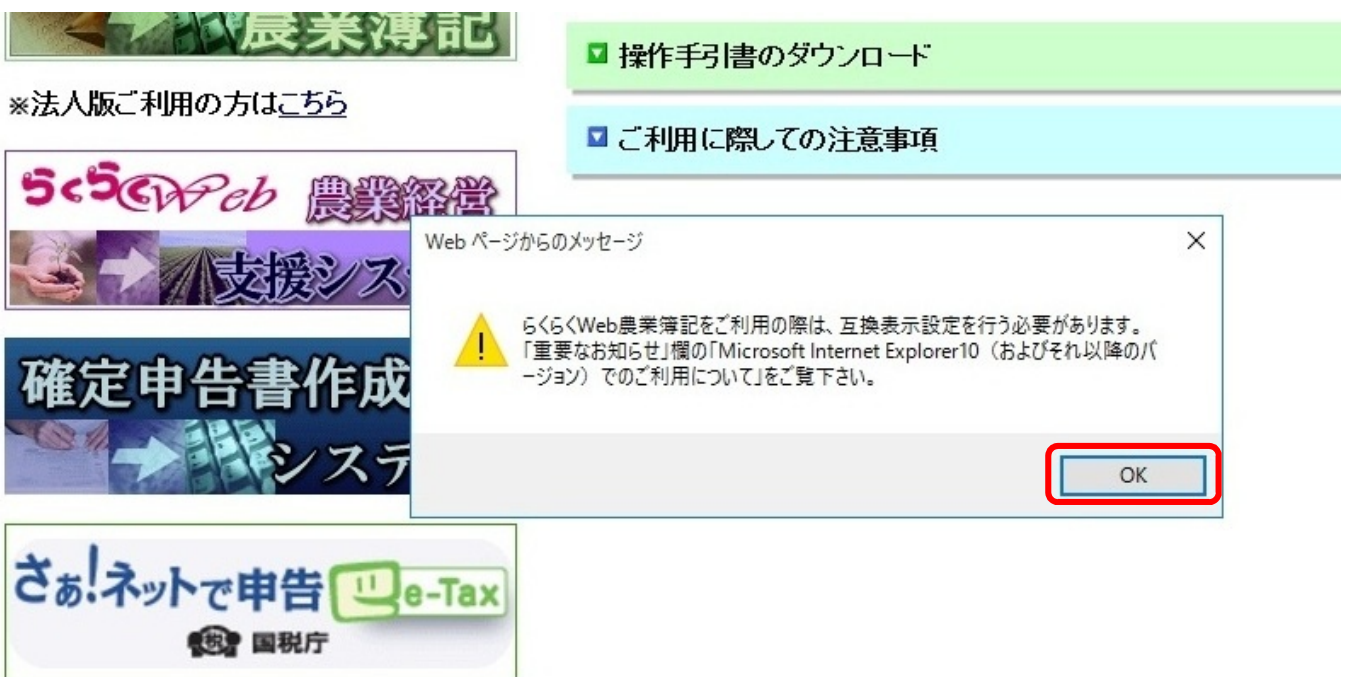 農業簿記
※法人版ご利用の方はこちら
らくらくWeb 農業経営
支援シス
確定申告書作成
システ
さぁ!ネットで申告 e-Tax
税 国税庁
操作手引書のダウンロード
ご利用に際しての注意事項
Web ページからのメッセージ
らくらくWeb農業簿記をご利用の際は、互換表示設定を行う必要があります。
「重要なお知らせ」欄の「Microsoft Internet Explorer10（およびそれ以降のバ
ージョン）でのご利用について」をご覧下さい。
OK